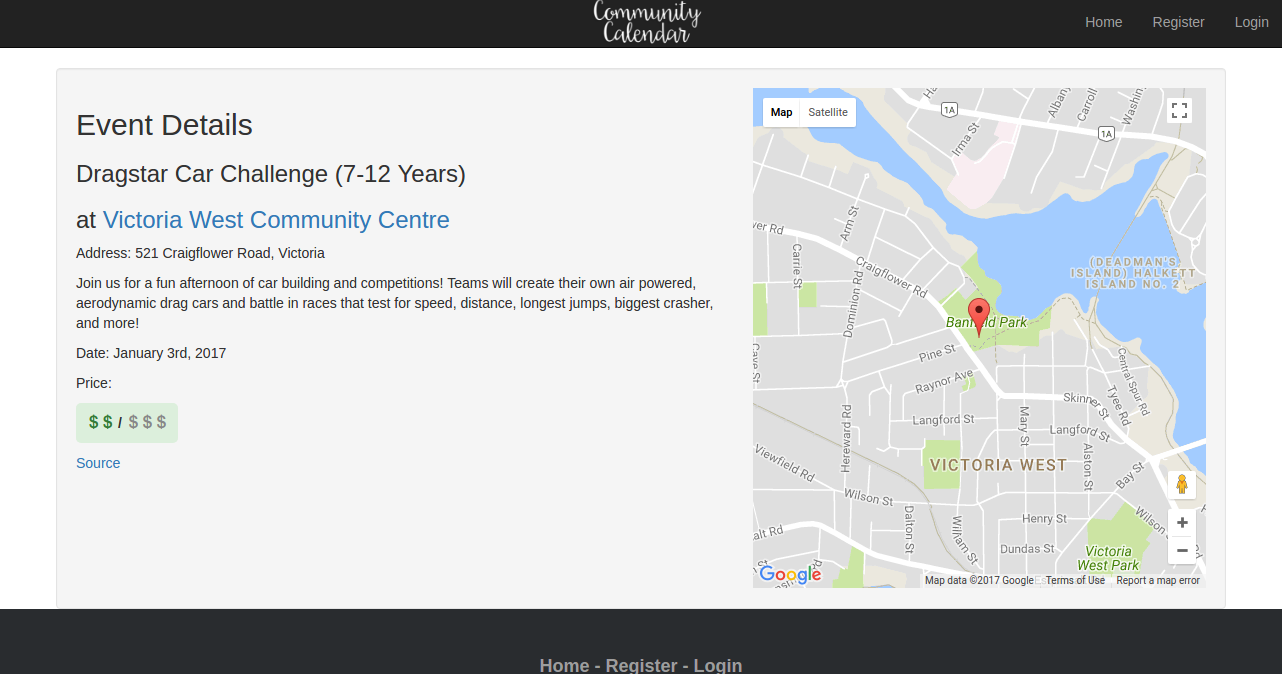 Community
Calendar
Home Register Login
Event Details
Dragstar Car Challenge (7-12 Years)
at Victoria West Community Centre
Address: 521 Craigflower Road, Victoria
Join us for a fun afternoon of car building and competitions! Teams will create their own air powered,
aerodynamic drag cars and battle in races that test for speed, distance, longest jumps, biggest crasher,
and more!
Date: January 3rd, 2017
Price:
$ $ / $ $ $
Source
Map Satellite
1A
1A
Irma St
Albany
Carroll
Washin
ver Rd
Arm St
Carrie St
Craigflower Rd
Dominion Rd
(DEADMAN'S
ISLAND) HALKETT
ISLAND NO. 2
Banfield Park
Pine St
Raynor Ave
Central Spur Rd
Tyee Rd
Skinner St
Langford St
Langford St
Mary St
Hereward Rd
Alston St
VICTORIA WEST
Viewfield Rd
Bay St
Wilson St
Dalton St
William St
Henry St
Wilson
Dundas St
alt Rd
Victoria
West Park
+
−
Google
Map data ©2017 Google Terms of Use Report a map error
Home - Register - Login